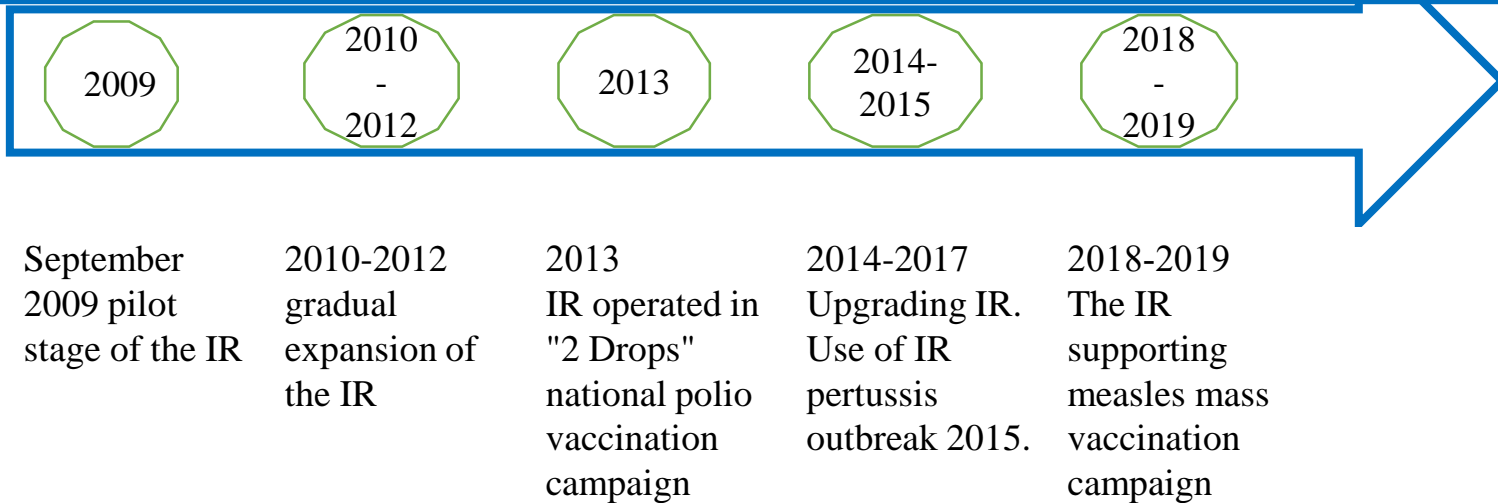 2009
2010
-
2012
2013
2014-
2015
2018
-
2019
September
2009 pilot
stage of the IR
2010-2012
gradual
expansion of
the IR
2013
IR operated in
"2 Drops"
national polio
vaccination
campaign
2014-2017
Upgrading IR.
Use of IR
pertussis
outbreak 2015.
2018-2019
The IR
supporting
measles mass
vaccination
campaign